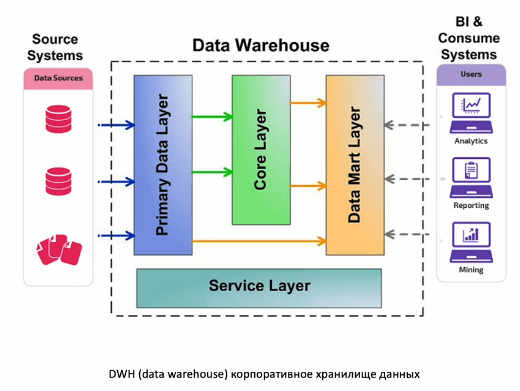 Source
Systems
Data Sources
Data Warehouse
Primary Data Layer
Core Layer
Data Mart Layer
Service Layer
BI &
Consume
Systems
Users
Analytics
Reporting
Mining
DWH (data warehouse) корпоративное хранилище данных